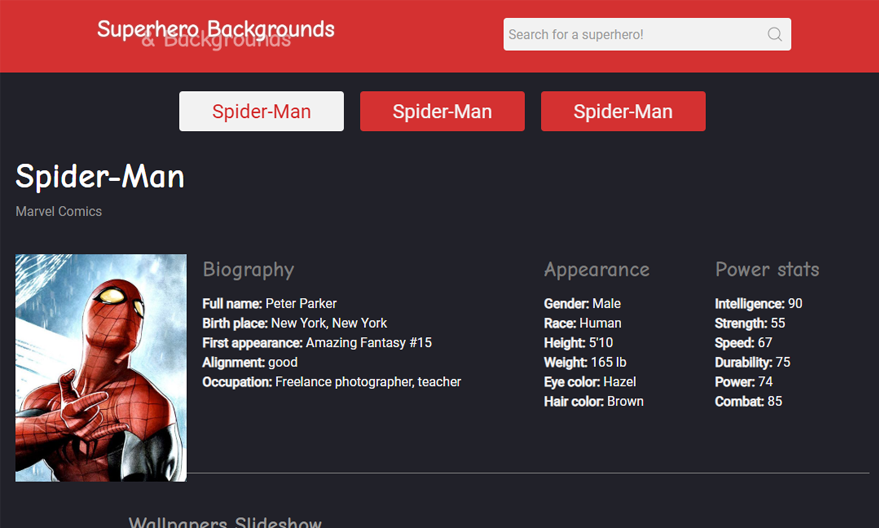 Superhero Backgrounds
& Backgrounds
Search for a superhero!
Spider-Man Spider-Man Spider-Man
Spider-Man
Marvel Comics
Biography
Full name: Peter Parker
Birth place: New York, New York
First appearance: Amazing Fantasy #15
Alignment: good
Occupation: Freelance photographer, teacher
Appearance
Gender: Male
Race: Human
Height: 5'10
Weight: 165 lb
Eye color: Hazel
Hair color: Brown
Power stats
Intelligence: 90
Strength: 55
Speed: 67
Durability: 75
Power: 74
Combat: 85
Wallpapers Slideshow